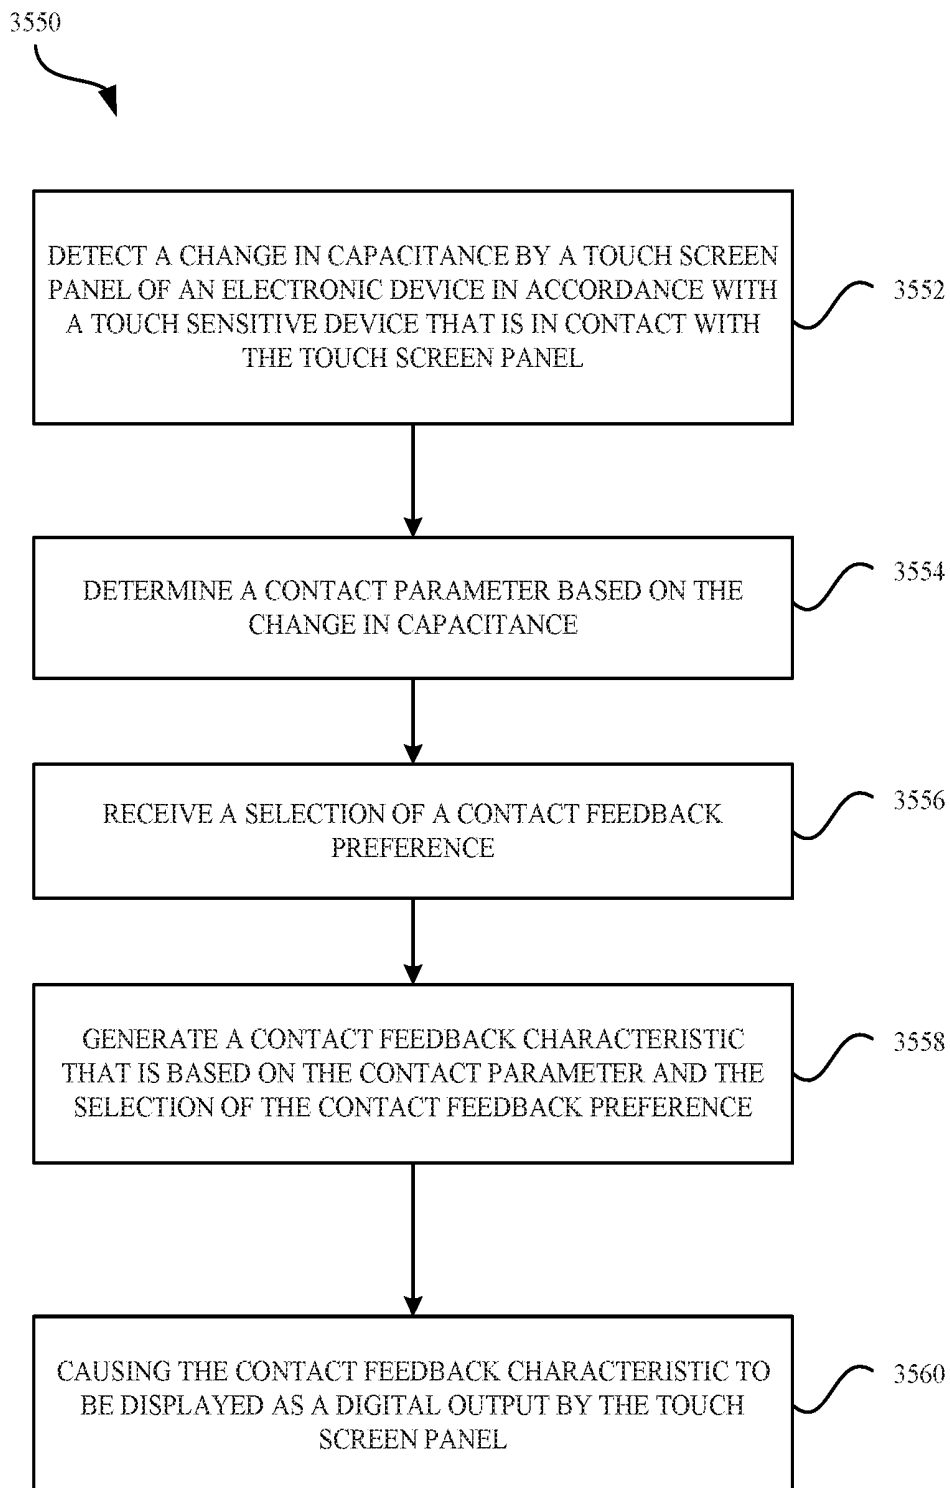 3550
DETECT A CHANGE IN CAPACITANCE BY A TOUCH SCREEN
PANEL OF AN ELECTRONIC DEVICE IN ACCORDANCE WITH
A TOUCH SENSITIVE DEVICE THAT IS IN CONTACT WITH
THE TOUCH SCREEN PANEL
3552
DETERMINE A CONTACT PARAMETER BASED ON THE
CHANGE IN CAPACITANCE
3554
RECEIVE A SELECTION OF A CONTACT FEEDBACK
PREFERENCE
3556
GENERATE A CONTACT FEEDBACK CHARACTERISTIC
THAT IS BASED ON THE CONTACT PARAMETER AND THE
SELECTION OF THE CONTACT FEEDBACK PREFERENCE
3558
CAUSING THE CONTACT FEEDBACK CHARACTERISTIC TO
BE DISPLAYED AS A DIGITAL OUTPUT BY THE TOUCH
SCREEN PANEL
3560